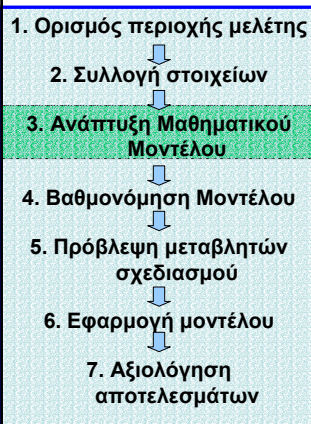 1. Ορισμός περιοχής μελέτης
2. Συλλογή στοιχείων
3. Ανάπτυξη Μαθηματικού
Μοντέλου
4. Βαθμονόμηση Μοντέλου
5. Πρόβλεψη μεταβλητών
σχεδιασμού
6. Εφαρμογή μοντέλου
7. Αξιολόγηση
αποτελεσμάτων